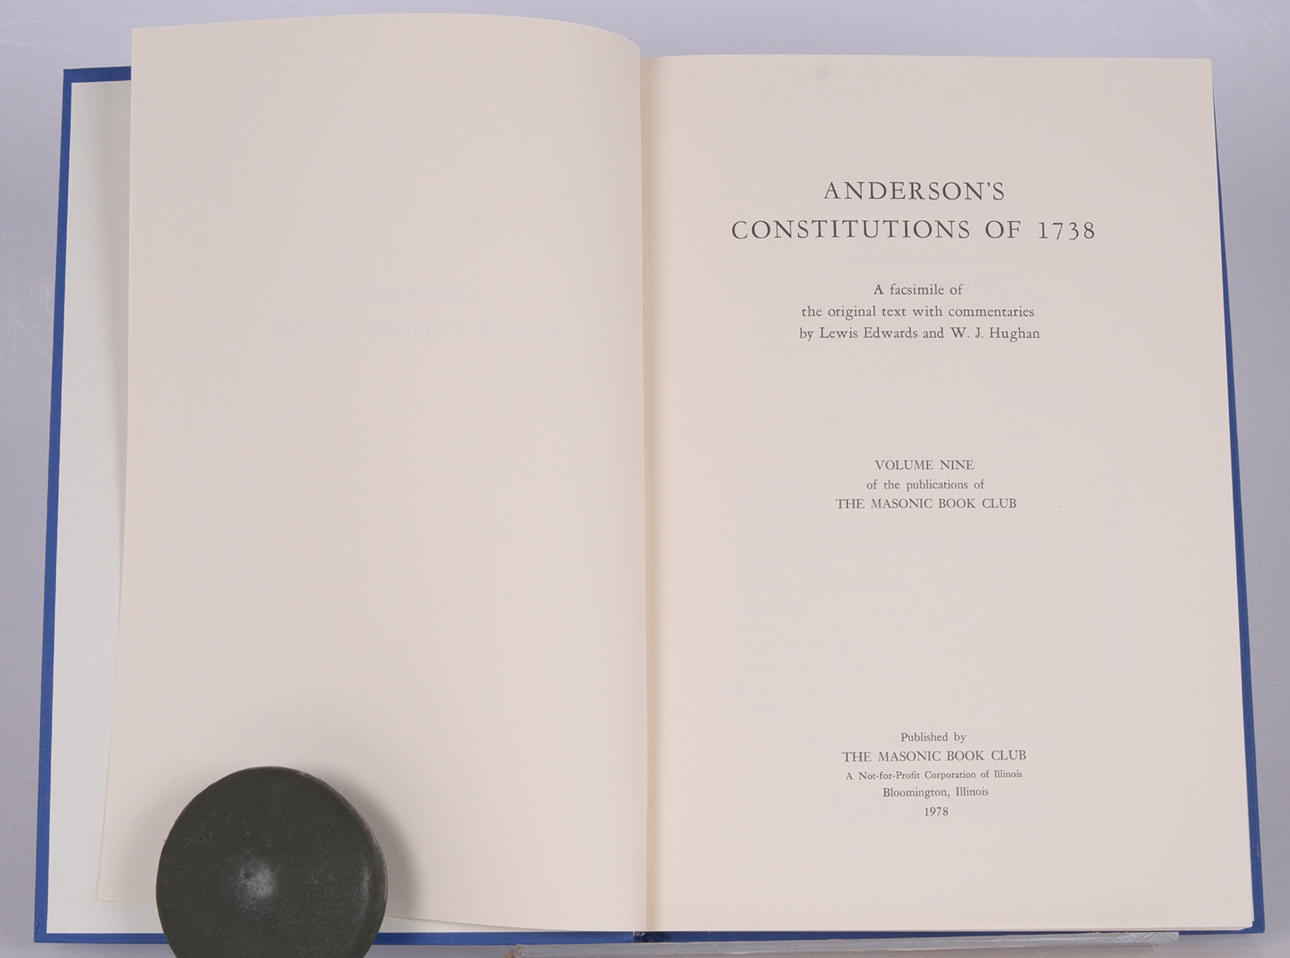 ANDERSON'S
CONSTITUTIONS OF 1738
A facsimile of
the original text with commentaries
by Lewis Edwards and W. J. Hughan
VOLUME NINE
of the publications of
THE MASONIC BOOK CLUB
Published by
THE MASONIC BOOK CLUB
A Not-for-Profit Corporation of Illinois
Bloomington, Illinois
1978